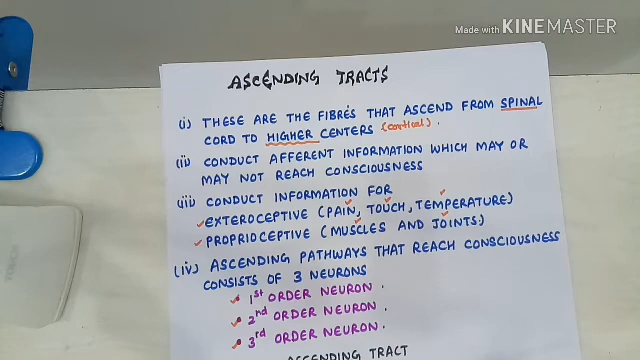 Made with KINEMASTER
ASCENDING TRACTS
(i) THESE ARE THE FIBRES THAT ASCEND FROM SPINAL
CORD TO HIGHER CENTERS (cortical).
(ii) CONDUCT AFFERENT INFORMATION WHICH MAY OR
MAY NOT REACH CONSCIOUSNESS
(iii) CONDUCT INFORMATION FOR
EXTEROCEPTIVE (PAIN, TOUCH, TEMPERATURE)
PROPRIOCEPTIVE (MUSCLES AND JOINTS)
(iv) ASCENDING PATHWAYS THAT REACH CONSCIOUSNESS
CONSISTS OF 3 NEURONS
1st ORDER NEURON.
2nd ORDER NEURON.
3rd ORDER NEURON.
ASCENDING TRACT